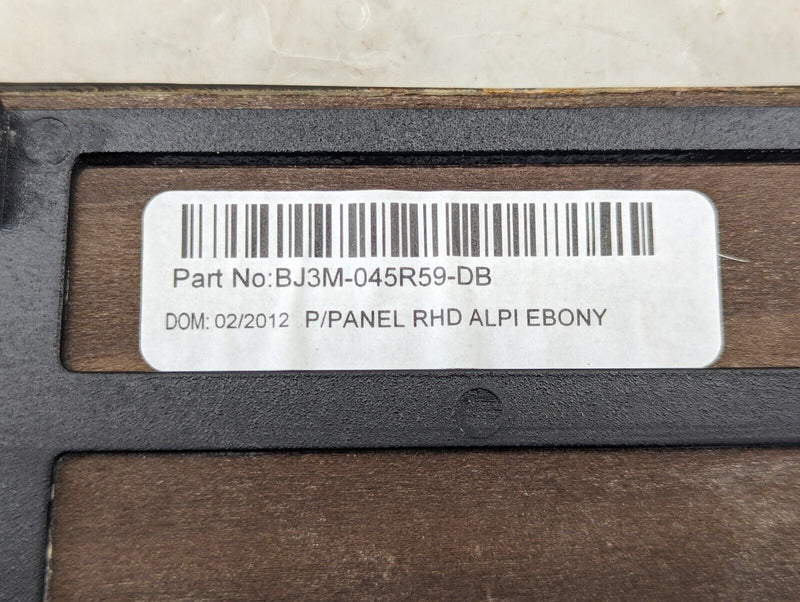 Part No:BJ3M-045R59-DB
DOM: 02/2012 P/PANEL RHD ALPI EBONY